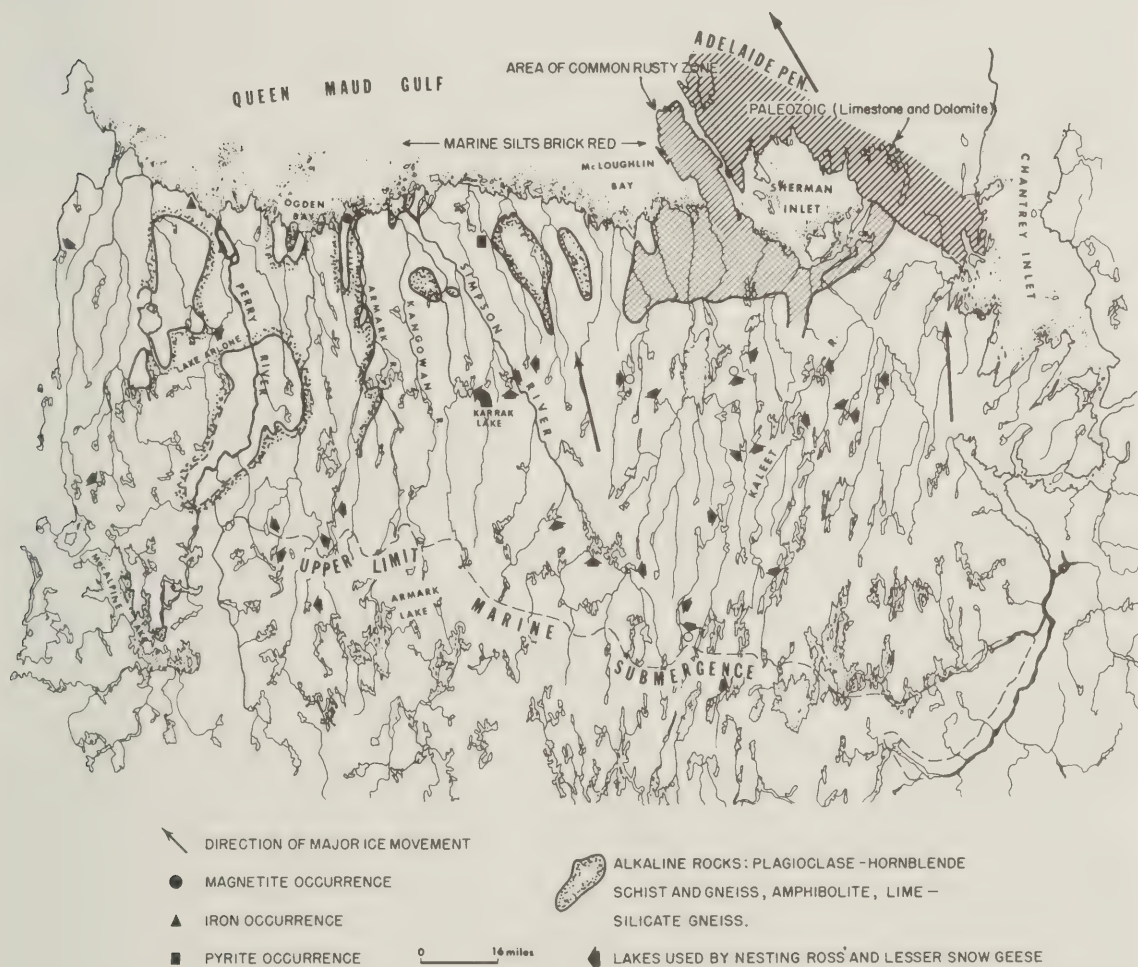 ADELAIDE PEN.
AREA OF COMMON RUSTY ZONE
QUEEN MAUD GULF
PALEOZOIC (Limestone and Dolomite)
MARINE SILTS BRICK RED
McLOUGHLIN
BAY
SHERMAN
INLET
CHANTREY INLET
OGDEN
BAY
PERRY
RIVER
ARMARK
KANGOWAN R
SIMPSON
RIVER
LAKE ARLONE
KARRAK
LAKE
KALEET
R.
UPPER LIMIT
MARINE
SUBMERGENCE
ARMARK
LAKE
McALPINE LAKE
DIRECTION OF MAJOR ICE MOVEMENT
MAGNETITE OCCURRENCE
IRON OCCURRENCE
PYRITE OCCURRENCE
0 16 miles
ALKALINE ROCKS: PLAGIOCLASE-HORNBLENDE
SCHIST AND GNEISS, AMPHIBOLITE, LIME-
SILICATE GNEISS.
LAKES USED BY NESTING ROSS' AND LESSER SNOW GEESE